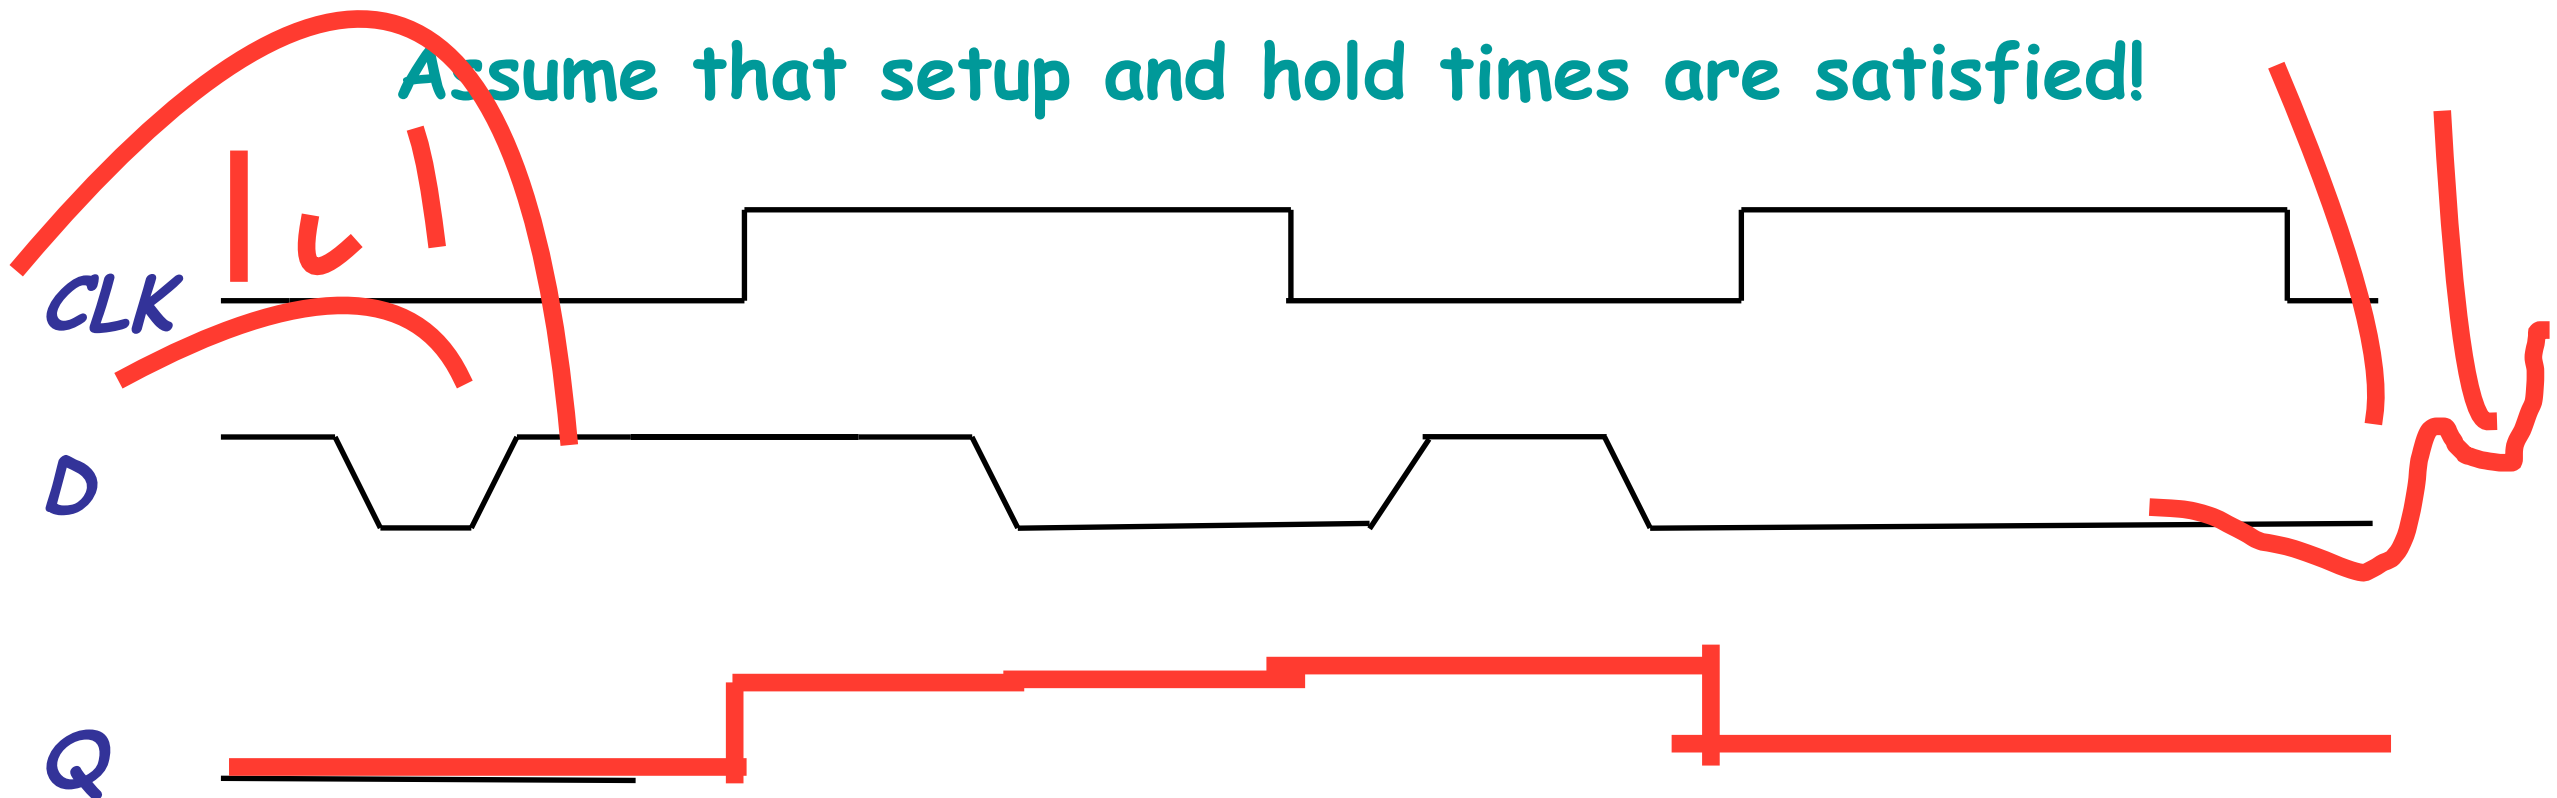 Assume that setup and hold times are satisfied!
CLK
D
Q